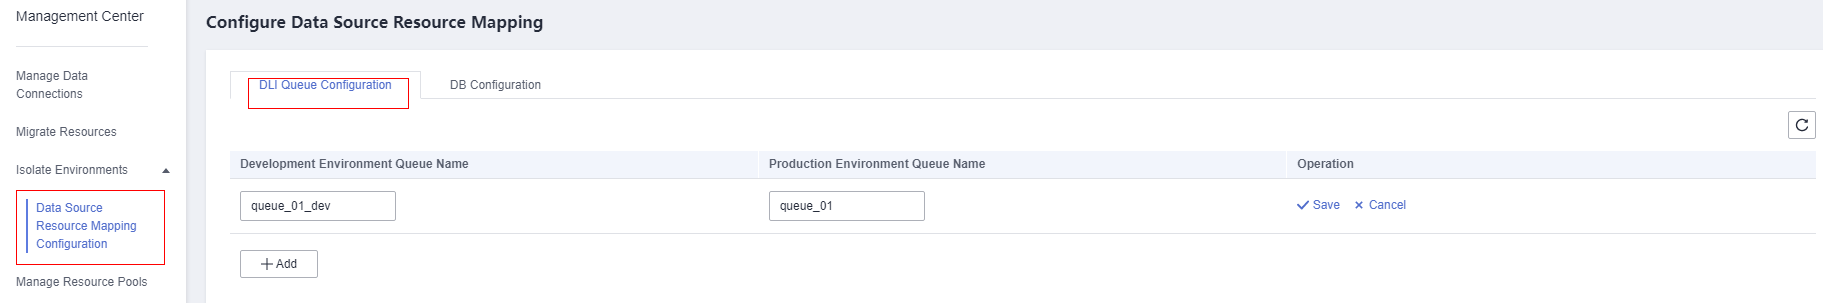 Management Center
Configure Data Source Resource Mapping
Manage Data
Connections
Migrate Resources
Isolate Environments
Data Source
Resource Mapping
Configuration
Manage Resource Pools
DLI Queue Configuration
DB Configuration
Development Environment Queue Name
Production Environment Queue Name
Operation
queue_01_dev
queue_01
Save
Cancel
Add